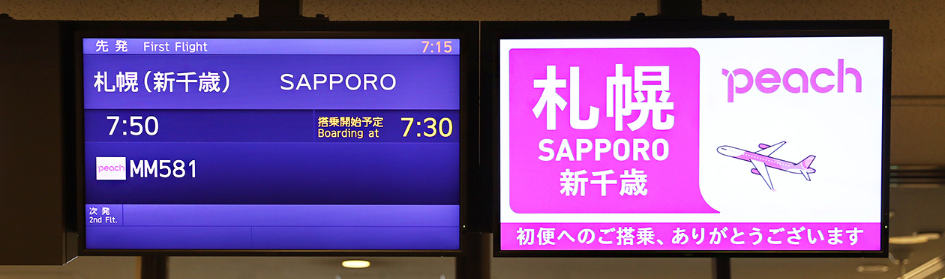 先発 First Flight 7:15
札幌(新千歳) SAPPORO
7:50 搭乗開始予定 Boarding at 7:30
peach MM581
次発
2nd Flt.
札幌
SAPPORO
新千歳
peach
初便へのご搭乗、ありがとうございます